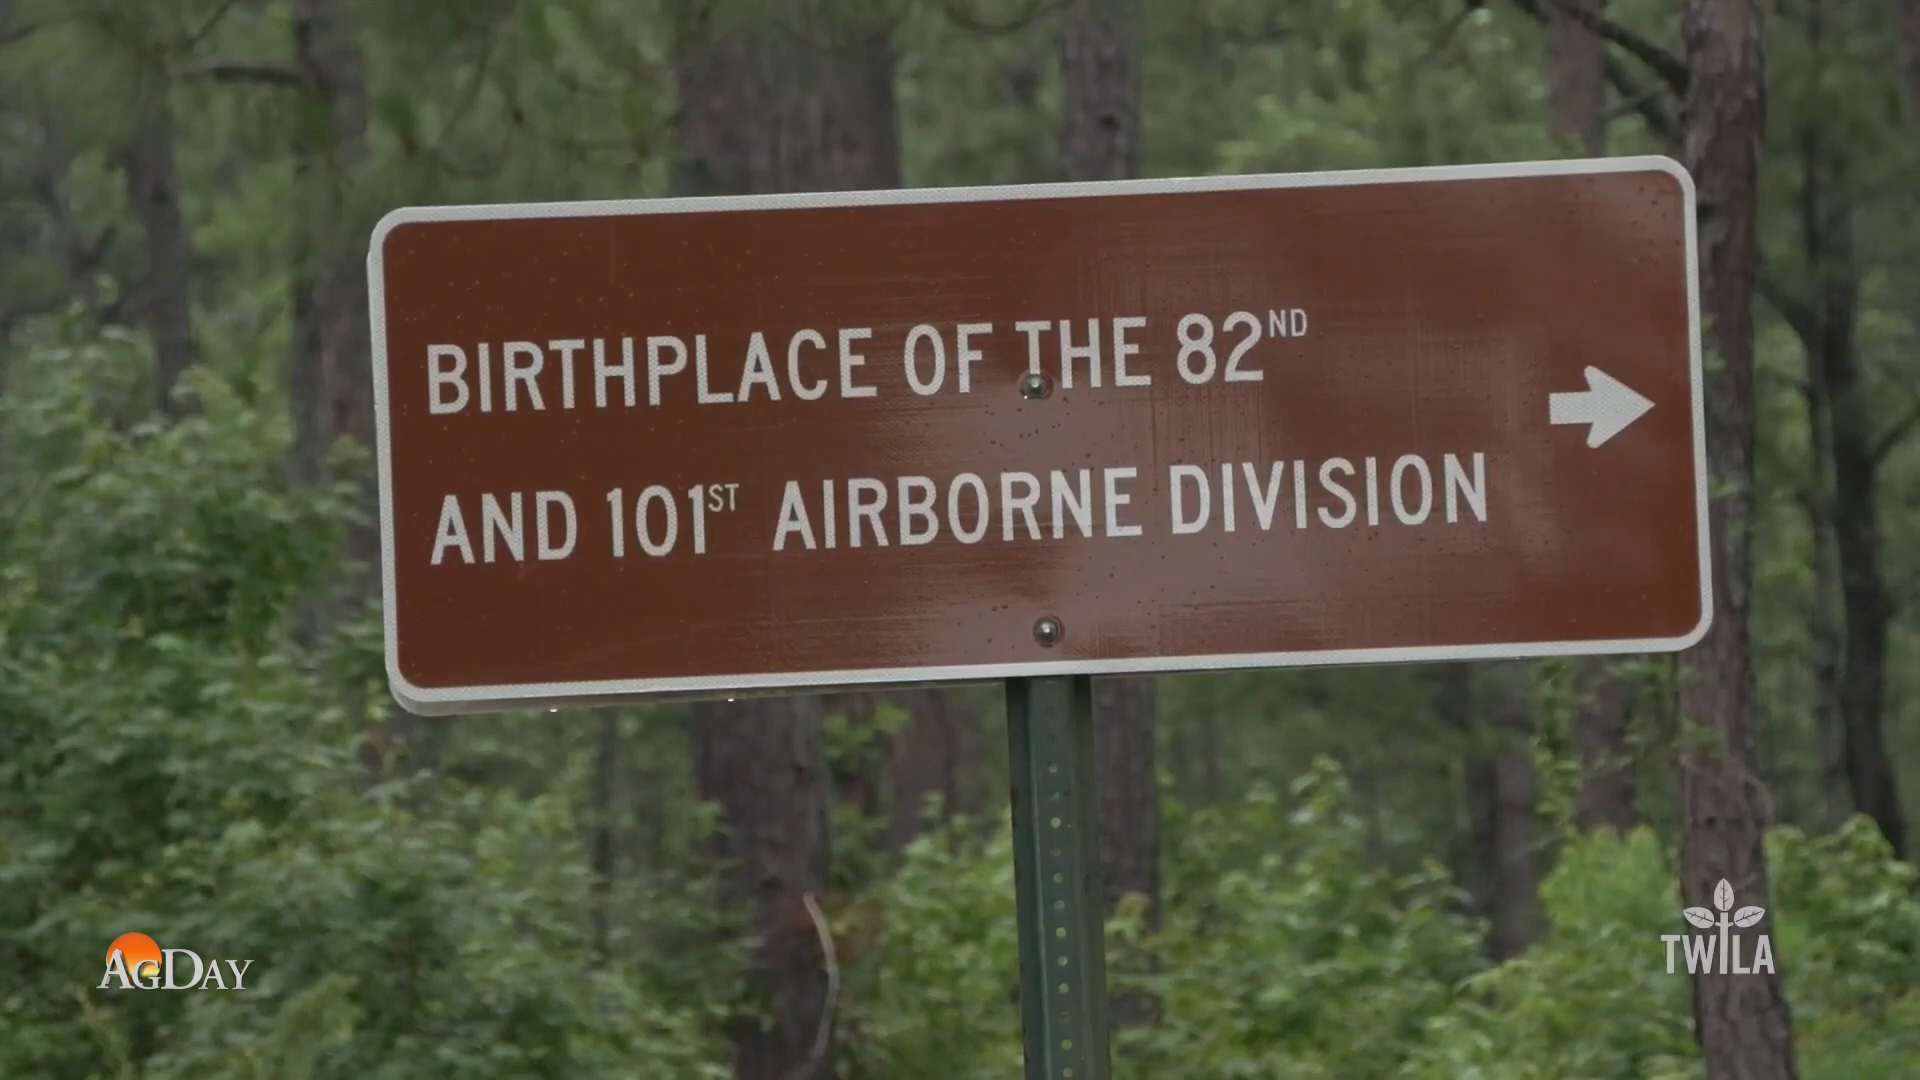 BIRTHPLACE OF THE 82ND
AND 101ST AIRBORNE DIVISION
AGDAY
TWILA